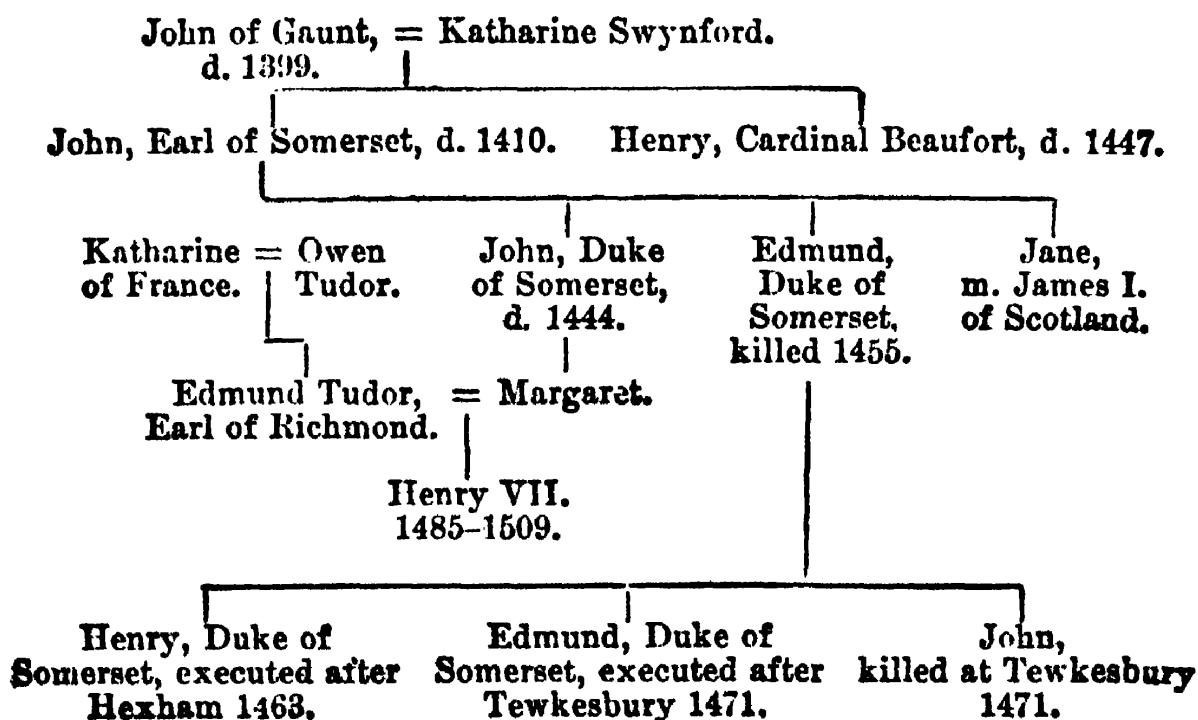 John of Gaunt, = Katharine Swynford.
d. 1399.
John, Earl of Somerset, d. 1410. Henry, Cardinal Beaufort, d. 1447.
Katharine = Owen
of France. Tudor.
John, Duke
of Somerset,
d. 1444.
Edmund,
Duke of
Somerset,
killed 1455.
Jane,
m. James I.
of Scotland.
Edmund Tudor, = Margaret.
Earl of Richmond.
Henry VII.
1485–1509.
Henry, Duke of
Somerset, executed after
Hexham 1463.
Edmund, Duke of
Somerset, executed after
Tewkesbury 1471.
John,
killed at Tewkesbury
1471.